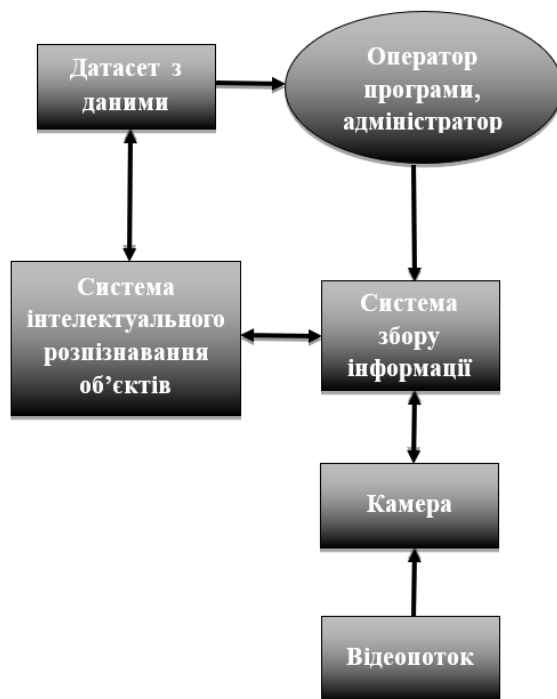 Датасет з
даними
Оператор
програми,
адміністратор
Система
інтелектуального
розпізнавання
об’єктів
Система
збору
інформації
Камера
Відеопоток